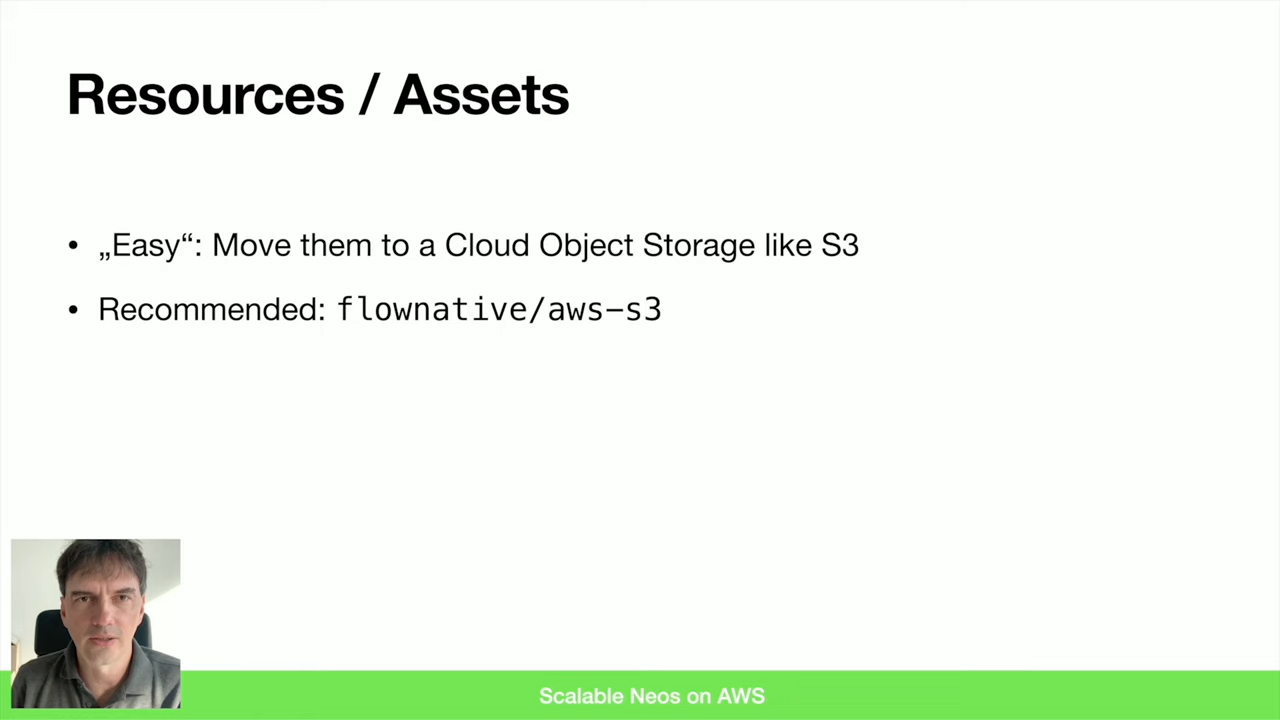 Resources / Assets
• „Easy“: Move them to a Cloud Object Storage like S3
• Recommended: flownative/aws-s3
Scalable Neos on AWS